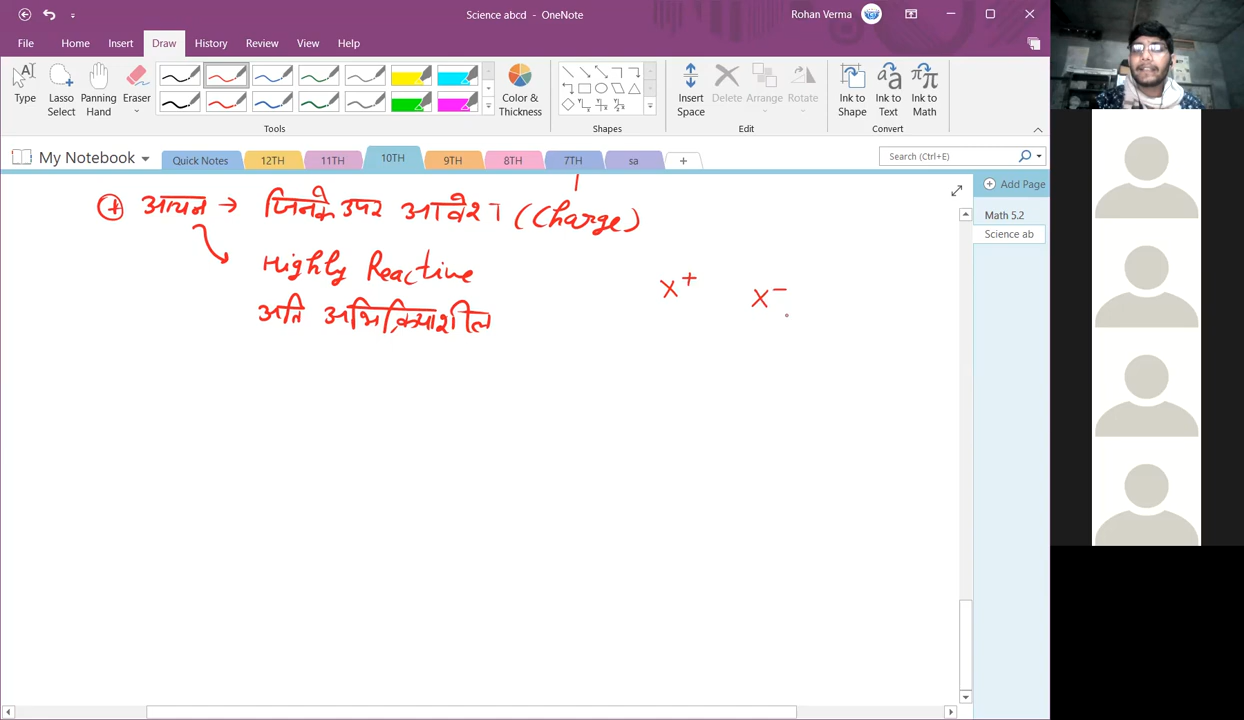 Science abcd - OneNote
Rohan Verma
File Home Insert Draw History Review View Help
Type
Lasso Select
Panning Hand
Eraser
Color & Thickness
Insert Space
Delete
Arrange
Rotate
Ink to Shape
Ink to Text
Ink to Math
Tools
Shapes
Edit
Convert
My Notebook
Quick Notes 12TH 11TH 10TH 9TH 8TH 7TH sa
Search (Ctrl+E)
Add Page
Math 5.2
Science ab
आयन → जिनके उपर आवेश (Charge)
Highly Reactive
अति अभिक्रियाशील
X⁺ X⁻